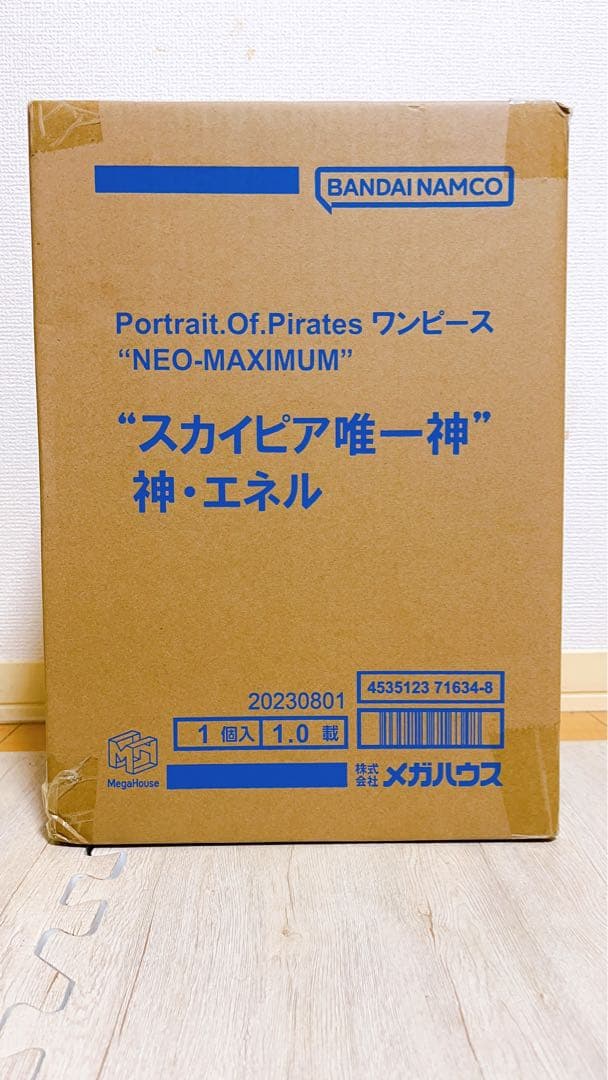 BANDAI NAMCO
Portrait.Of.Pirates ワンピース
“NEO-MAXIMUM”
“スカイピア唯一神”
神・エネル
4535123 71634-8
20230801
1 個入 1.0 載
MegaHouse
株式会社 メガハウス